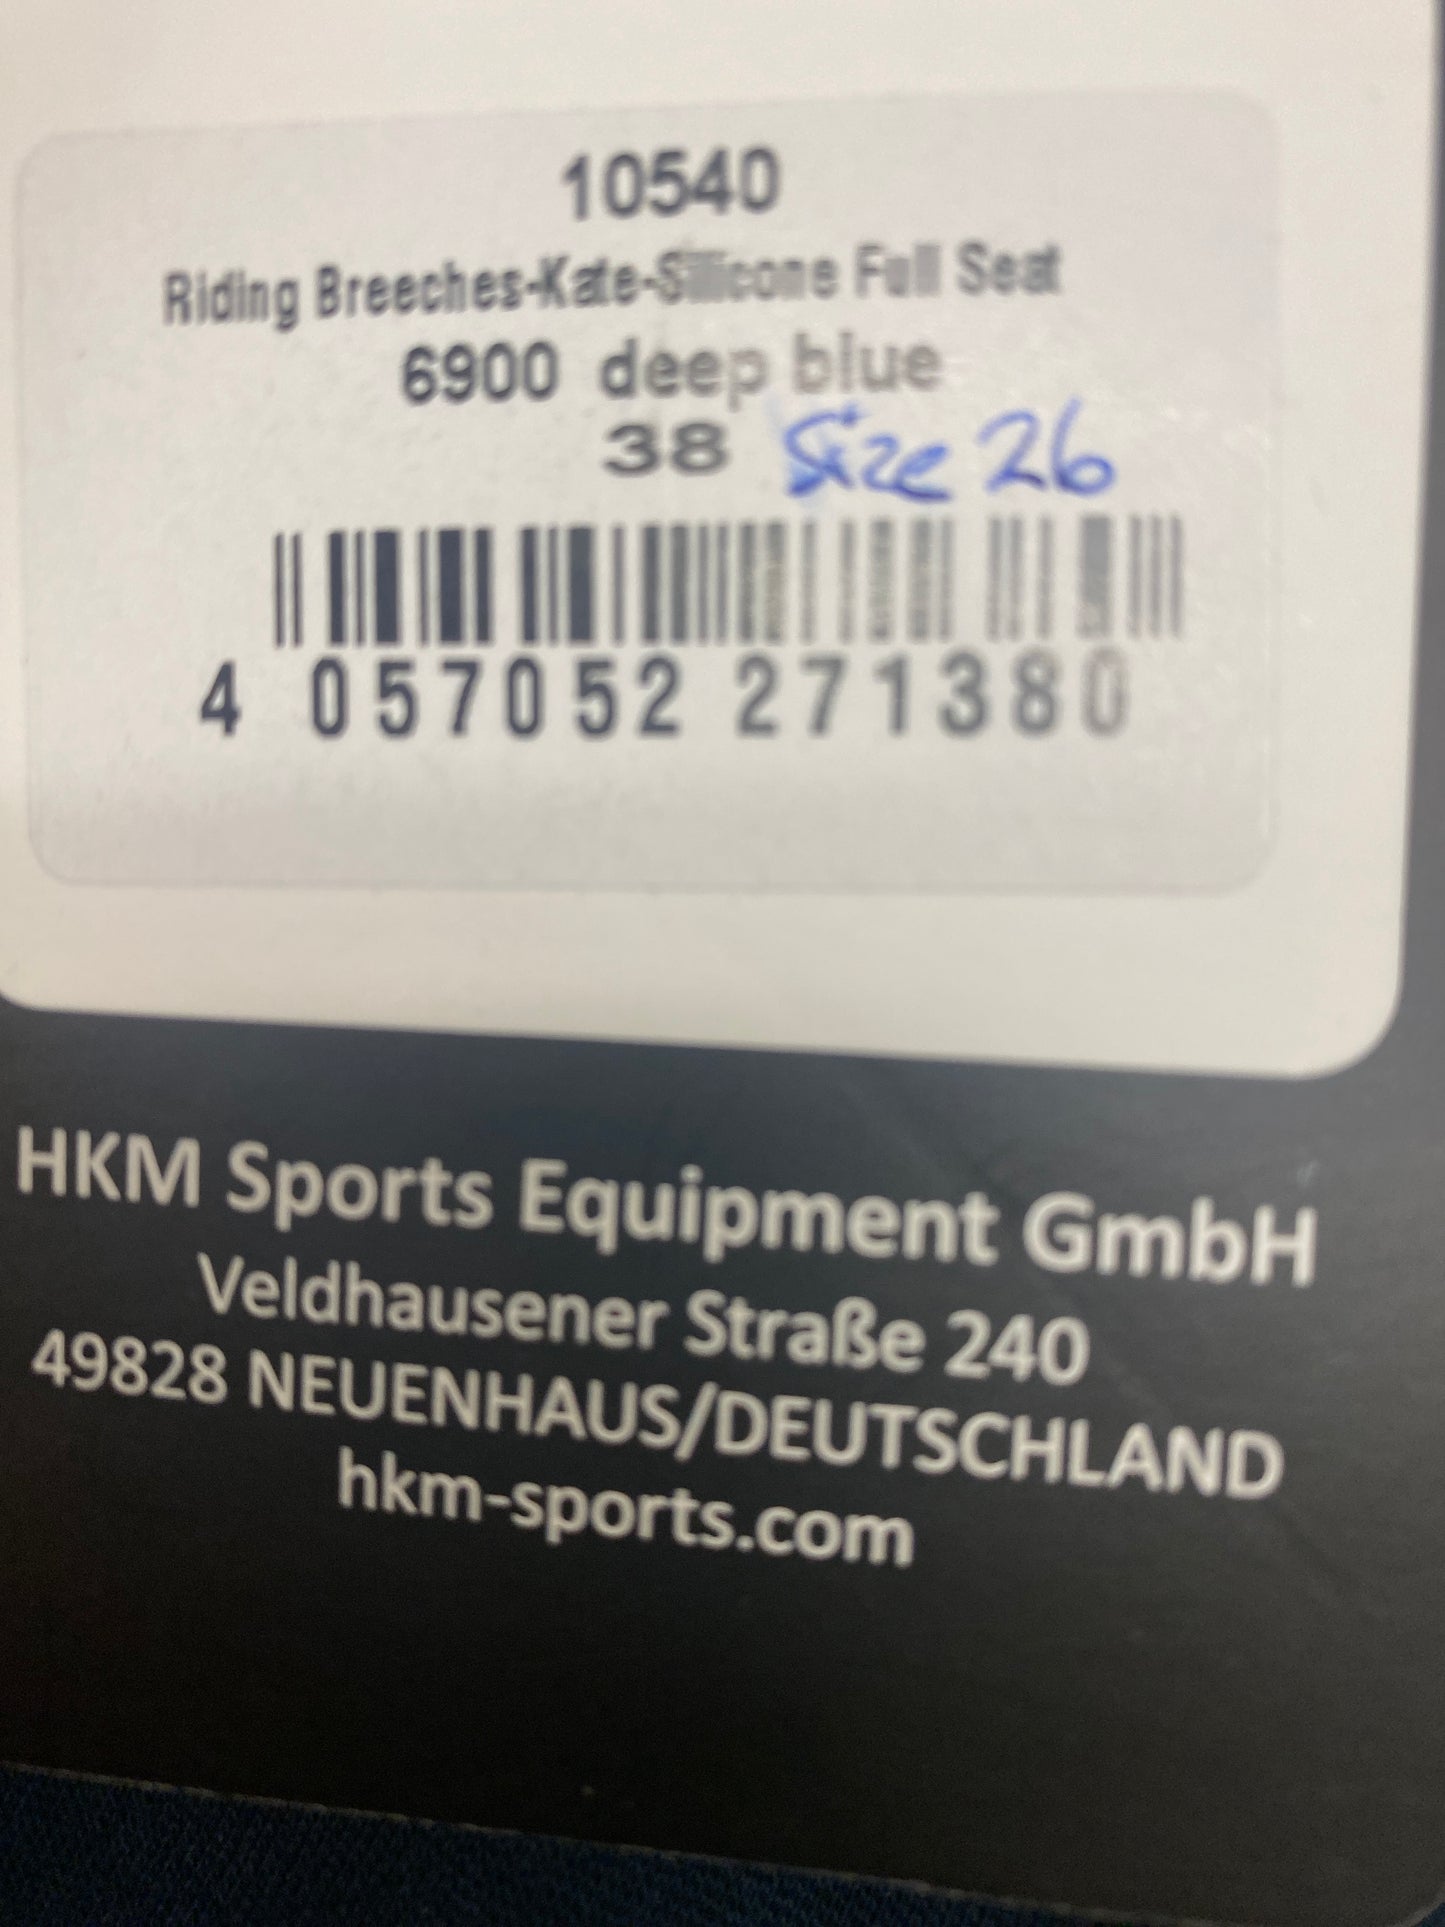 10540
Riding Breeches-Kate-Silicone Full Seat
6900 deep blue
38 Size 26
4 057052 271380
HKM Sports Equipment GmbH
Veldhausener Straße 240
49828 NEUENHAUS/DEUTSCHLAND
hkm-sports.com